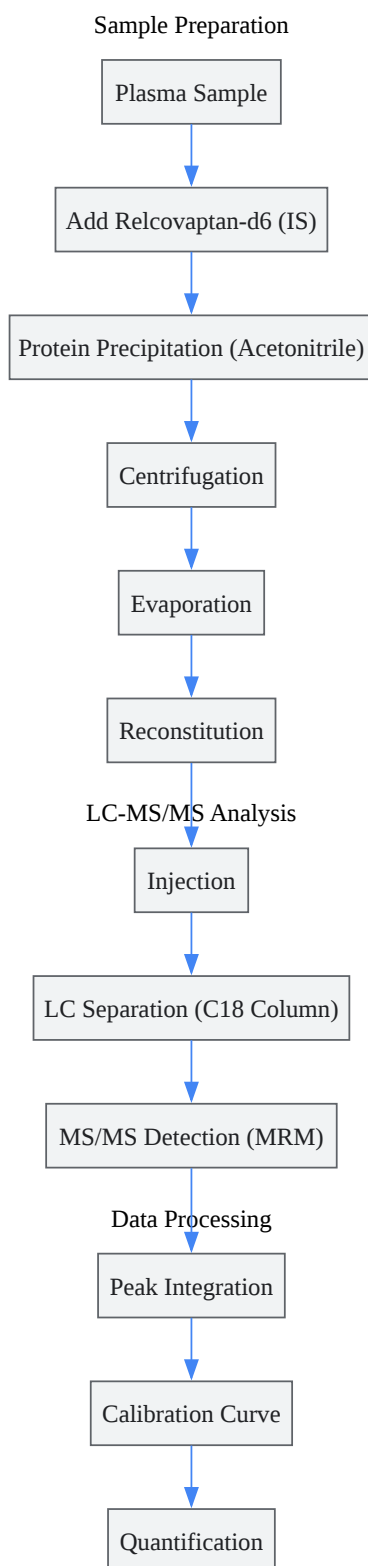 Sample Preparation
Plasma Sample
Add Relcovaptan-d6 (IS)
Protein Precipitation (Acetonitrile)
Centrifugation
Evaporation
Reconstitution
LC-MS/MS Analysis
Injection
LC Separation (C18 Column)
MS/MS Detection (MRM)
Data Processing
Peak Integration
Calibration Curve
Quantification